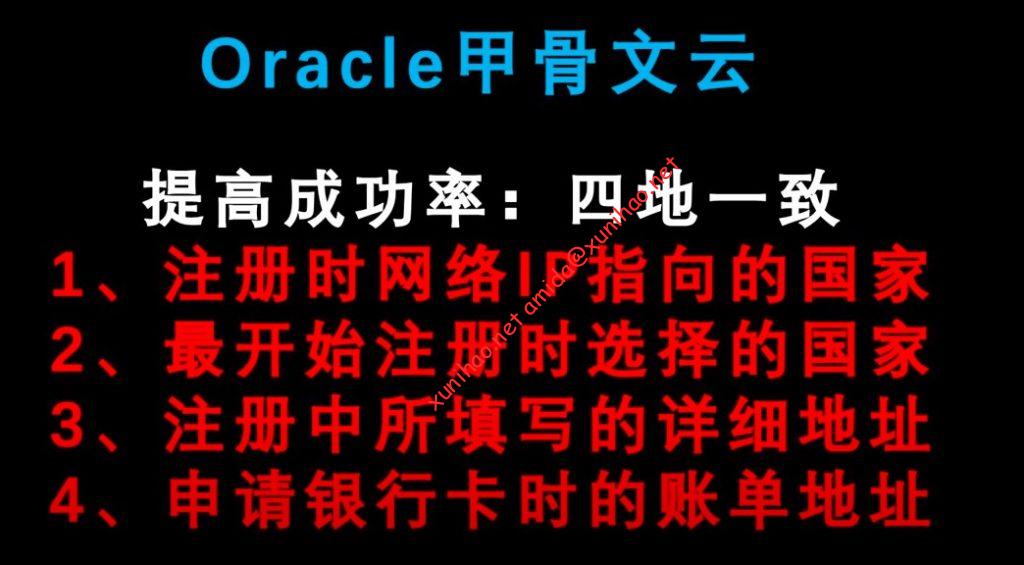 Oracle甲骨文云
提高成功率：四地一致
1、注册时网络IP指向的国家
2、最开始注册时选择的国家
3、注册中所填写的详细地址
4、申请银行卡时的账单地址
xunihao.net amida@xunihao.net